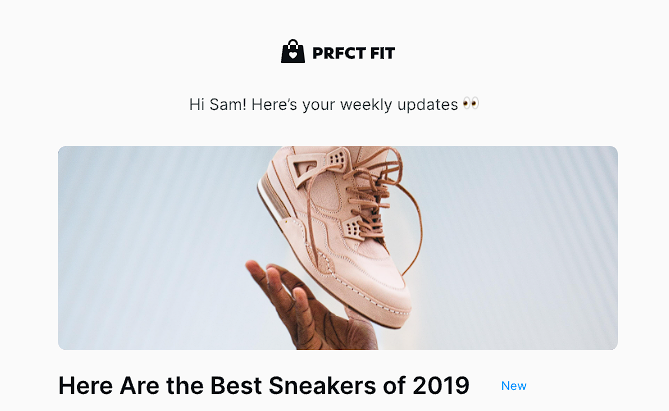 PRFCT FIT
Hi Sam! Here's your weekly updates 👀
Here Are the Best Sneakers of 2019
New